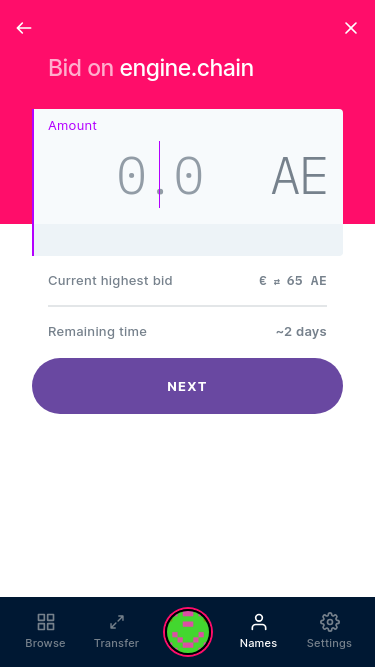 Bid on engine.chain
Amount
0.0 AE
Current highest bid € ⇄ 65 AE
Remaining time ~2 days
NEXT
Browse Transfer Names Settings